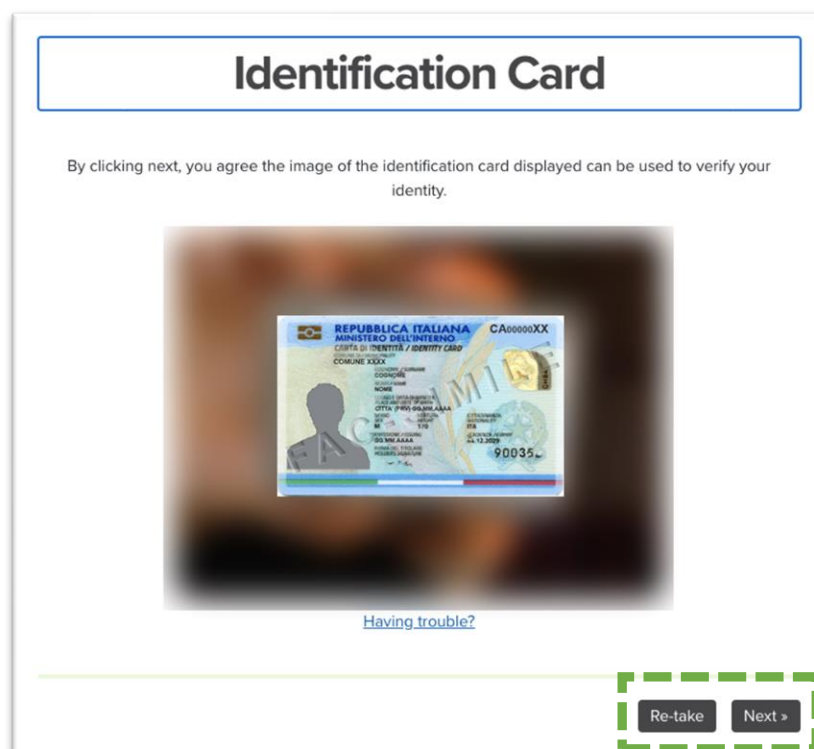 Identification Card
By clicking next, you agree the image of the identification card displayed can be used to verify your
identity.
REPUBBLICA ITALIANA
CA00000XX
MINISTERO DELL'INTERNO
CARTA DI IDENTITÀ / IDENTITY CARD
COMUNE XXXX
COGNOME
NOME
FACSIMILE
90035
Having trouble?
Re-take
Next »